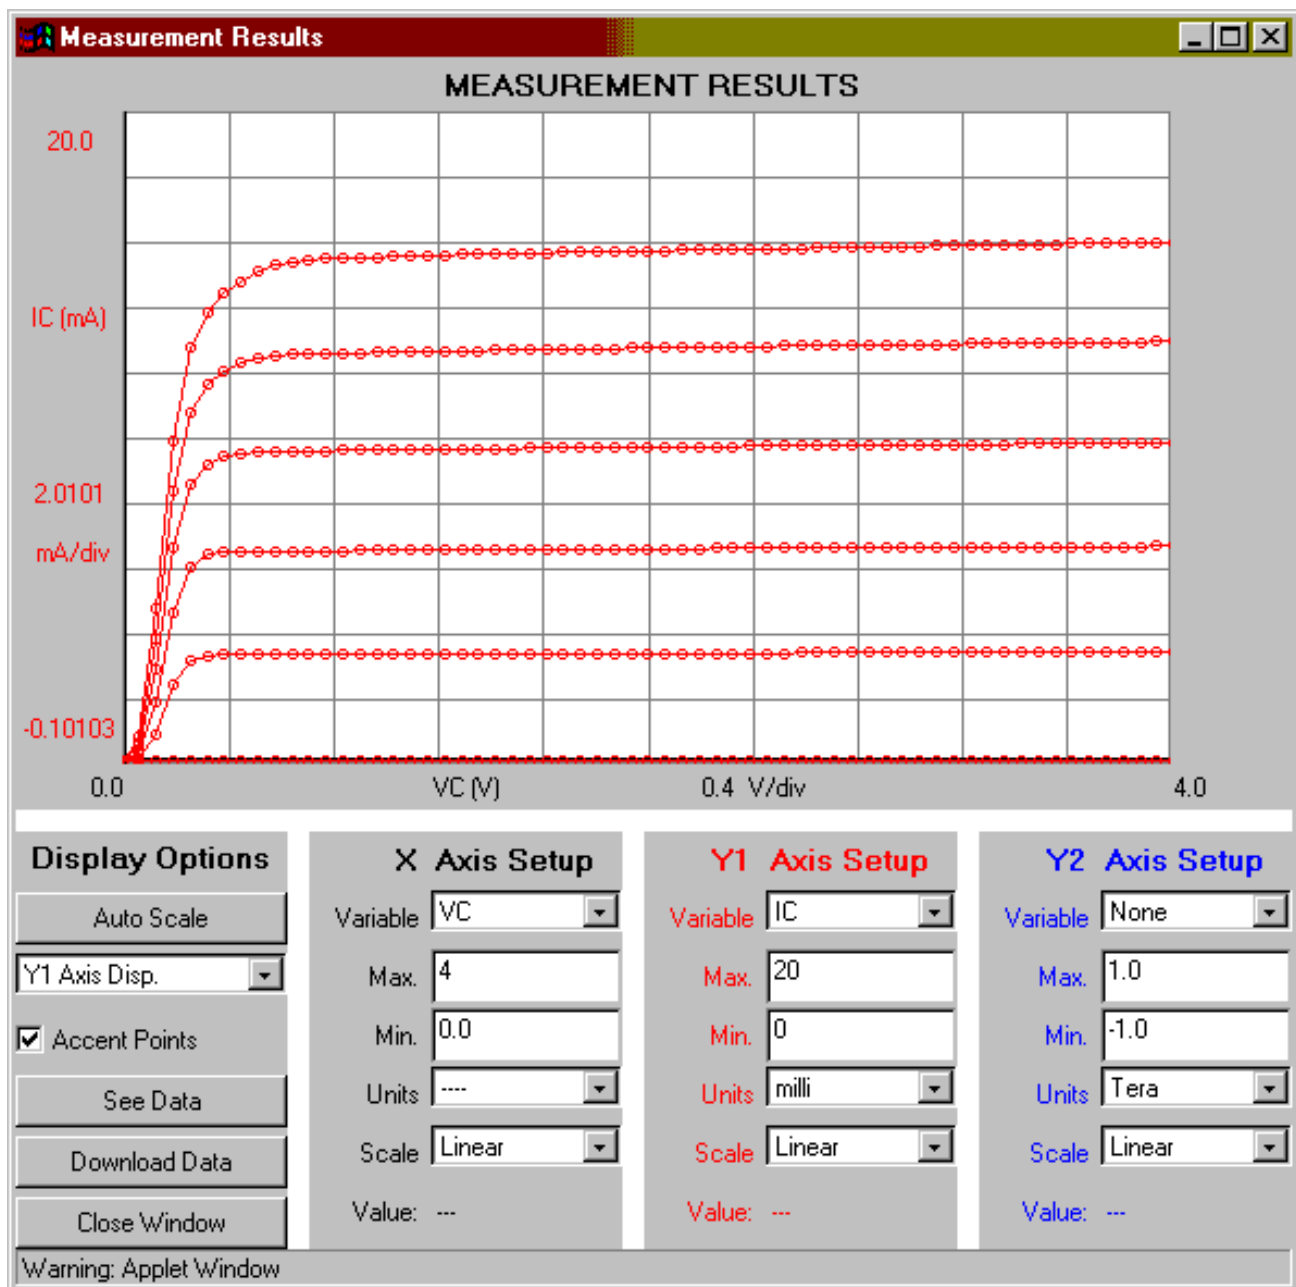 Measurement Results
MEASUREMENT RESULTS
20.0
IC (mA)
2.0101
mA/div
-0.10103
0.0 VC (V) 0.4 V/div 4.0
Display Options
Auto Scale
Y1 Axis Disp.
Accent Points
See Data
Download Data
Close Window
X Axis Setup
Variable VC
Max. 4
Min. 0.0
Units ----
Scale Linear
Value: ---
Y1 Axis Setup
Variable IC
Max. 20
Min. 0
Units milli
Scale Linear
Value: ---
Y2 Axis Setup
Variable None
Max. 1.0
Min. -1.0
Units Tera
Scale Linear
Value: ---
Warning: Applet Window